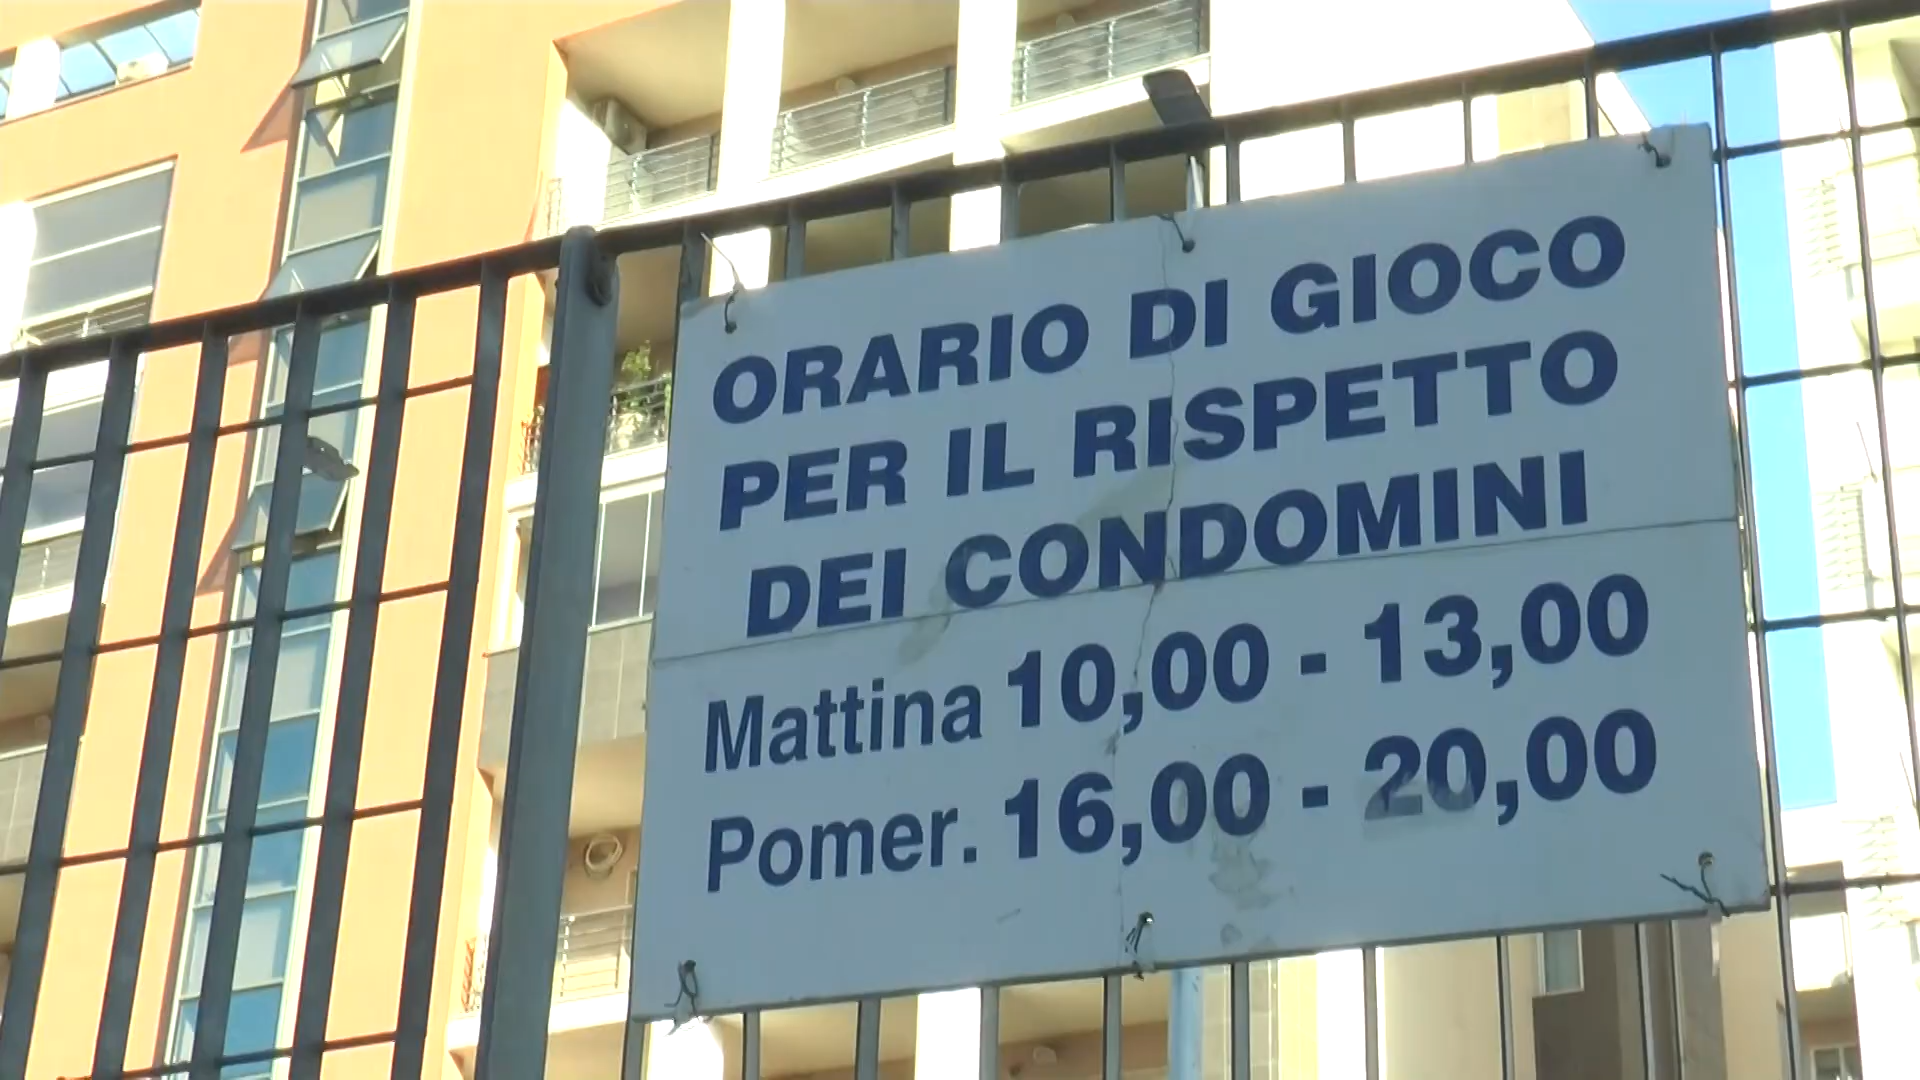 ORARIO DI GIOCO
PER IL RISPETTO
DEI CONDOMINI
Mattina 10,00 - 13,00
Pomer. 16,00 - 20,00